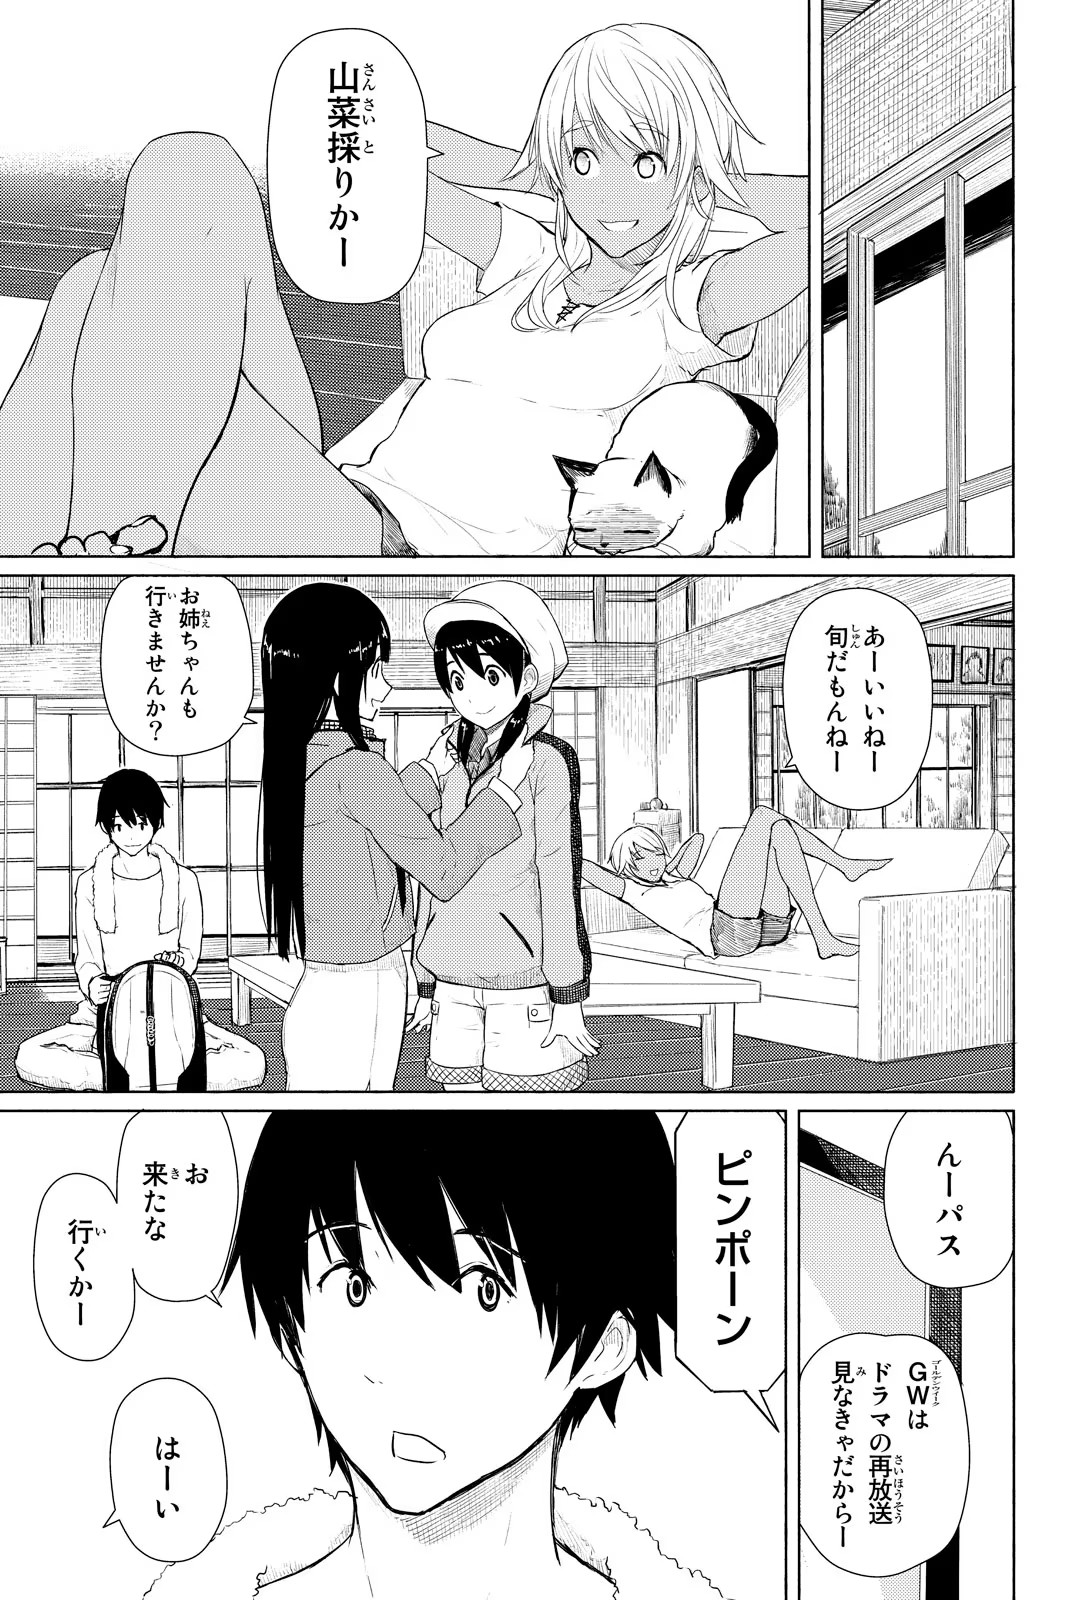 山菜採りかー
あーいいねー
旬だもんねー
お姉ちゃんも
行きませんか？
んーパス
GWは
ドラマの再放送
見なきゃだからー
ピンポーン
お
来たな
行くかー
はーい